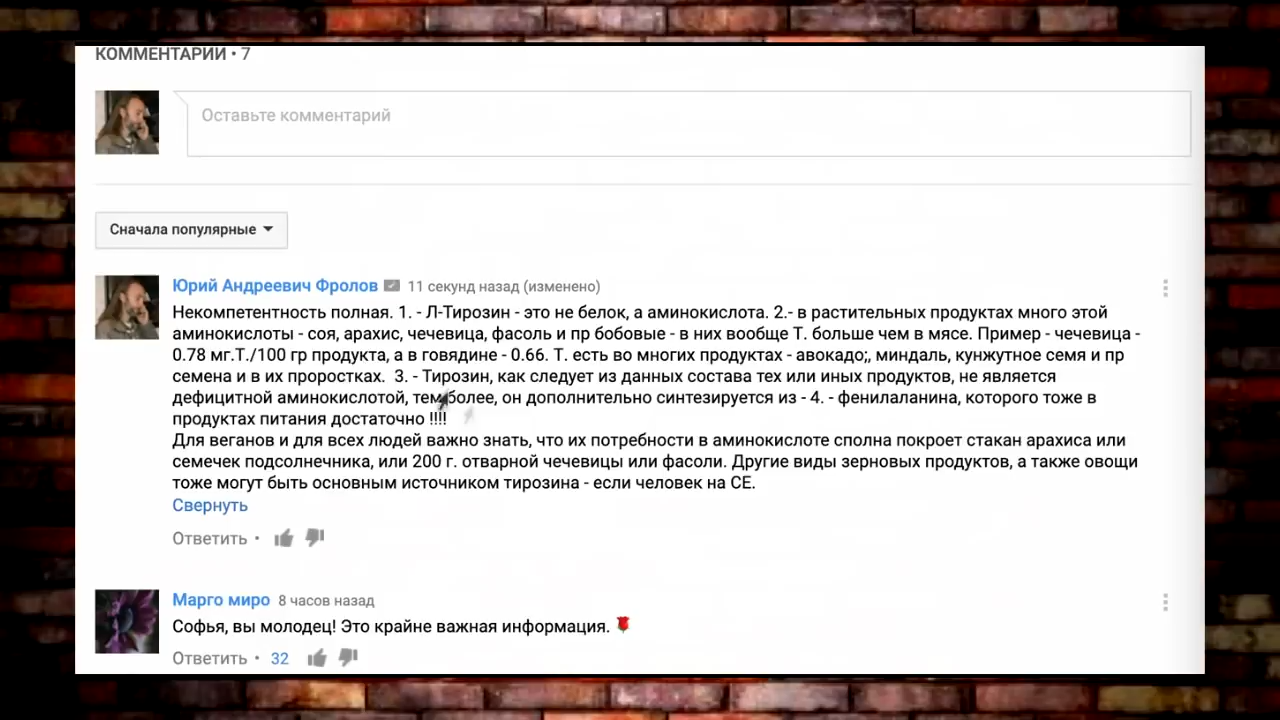 КОММЕНТАРИИ • 7
Оставьте комментарий
Сначала популярные
Юрий Андреевич Фролов 11 секунд назад (изменено)
Некомпетентность полная. 1. - Л-Тирозин - это не белок, а аминокислота. 2.- в растительных продуктах много этой
аминокислоты - соя, арахис, чечевица, фасоль и пр бобовые - в них вообще Т. больше чем в мясе. Пример - чечевица -
0.78 мг.Т./100 гр продукта, а в говядине - 0.66. Т. есть во многих продуктах - авокадо;, миндаль, кунжутное семя и пр
семена и в их проростках. 3. - Тирозин, как следует из данных состава тех или иных продуктов, не является
дефицитной аминокислотой, тем более, он дополнительно синтезируется из - 4. - фенилаланина, которого тоже в
продуктах питания достаточно !!!!
Для веганов и для всех людей важно знать, что их потребности в аминокислоте сполна покроет стакан арахиса или
семечек подсолнечника, или 200 г. отварной чечевицы или фасоли. Другие виды зерновых продуктов, а также овощи
тоже могут быть основным источником тирозина - если человек на СЕ.
Свернуть
Ответить •
Марго миро 8 часов назад
Софья, вы молодец! Это крайне важная информация. 🌹
Ответить • 32